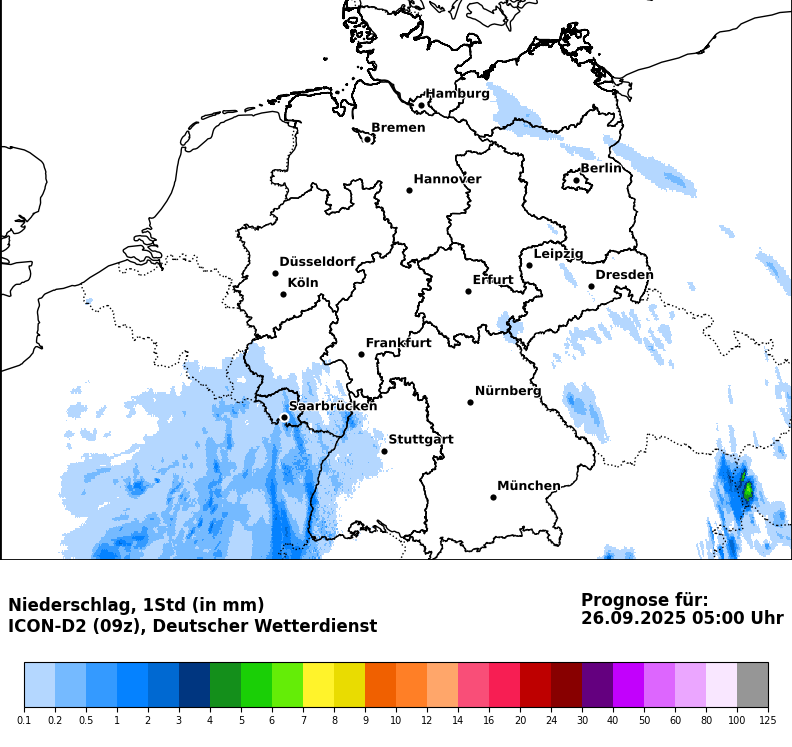 Hamburg
Bremen
Berlin
Hannover
Leipzig
Düsseldorf
Dresden
Köln
Erfurt
Frankfurt
Nürnberg
Saarbrücken
Stuttgart
München
Niederschlag, 1Std (in mm)
ICON-D2 (09z), Deutscher Wetterdienst
Prognose für:
26.09.2025 05:00 Uhr
0.1 0.2 0.5 1 2 3 4 5 6 7 8 9 10 12 14 16 20 24 30 40 50 60 80 100 125